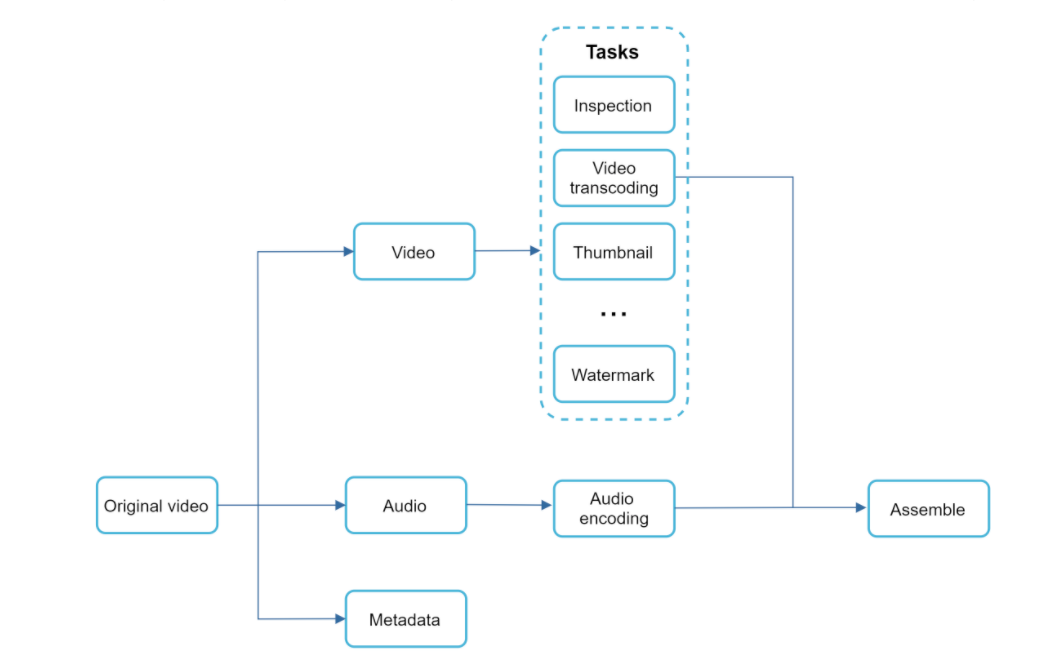 Tasks
Inspection
Video
transcoding
Video
Thumbnail
...
Watermark
Original video
Audio
Audio
encoding
Assemble
Metadata